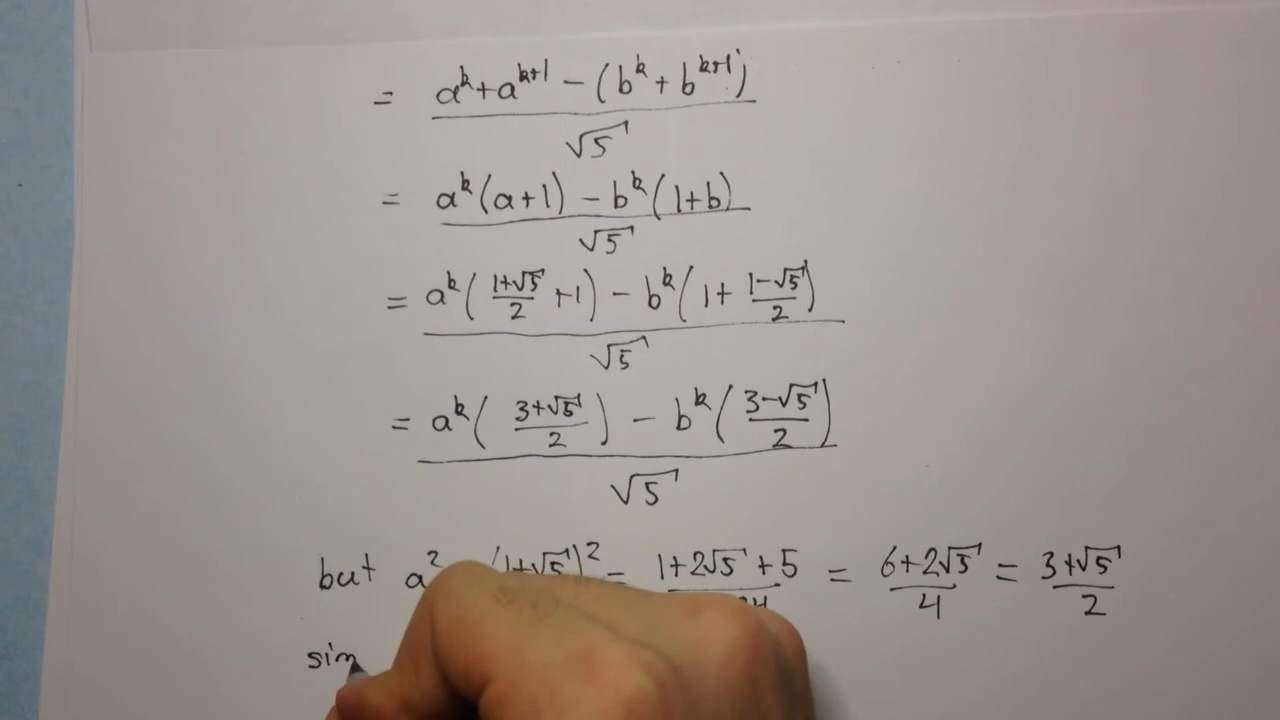 = (a^k + a^{k+1} - (b^k + b^{k+1})) / √5
= (a^k (a+1) - b^k (1+b)) / √5
= (a^k ((1+√5)/2 + 1) - b^k (1 + (1-√5)/2)) / √5
= (a^k ((3+√5)/2) - b^k ((3-√5)/2)) / √5
but a^2 (1+√5)^2 = (1+2√5+5)/4 = (6+2√5)/4 = (3+√5)/2
sim